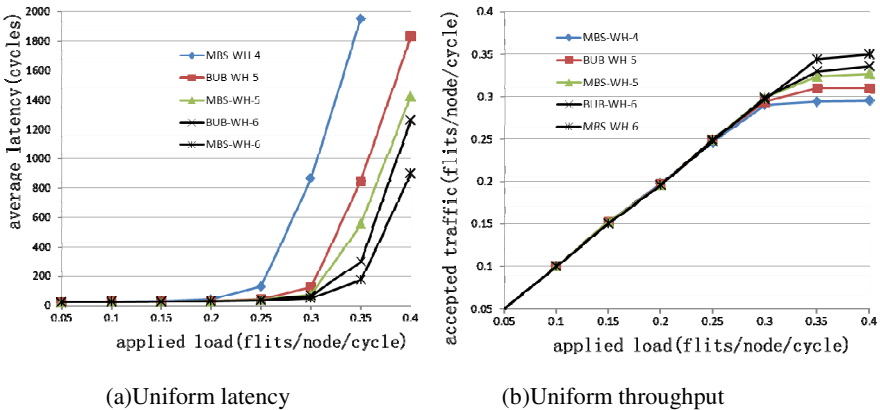 average latency(cycles)
2000
1800
1600
1400
1200
1000
800
600
400
200
0
0.05 0.1 0.15 0.2 0.25 0.3 0.35 0.4
applied load(flits/node/cycle)
MBS-WH-4
BUB-WH-5
MBS-WH-5
BUB-WH-6
MBS-WH-6
(a)Uniform latency
accepted traffic(flits/node/cycle)
0.4
0.35
0.3
0.25
0.2
0.15
0.1
0.05
0.05 0.1 0.15 0.2 0.25 0.3 0.35 0.4
applied load(flits/node/cycle)
MBS-WH-4
BUB-WH-5
MBS-WH-5
BUB-WH-6
MBS-WH-6
(b)Uniform throughput